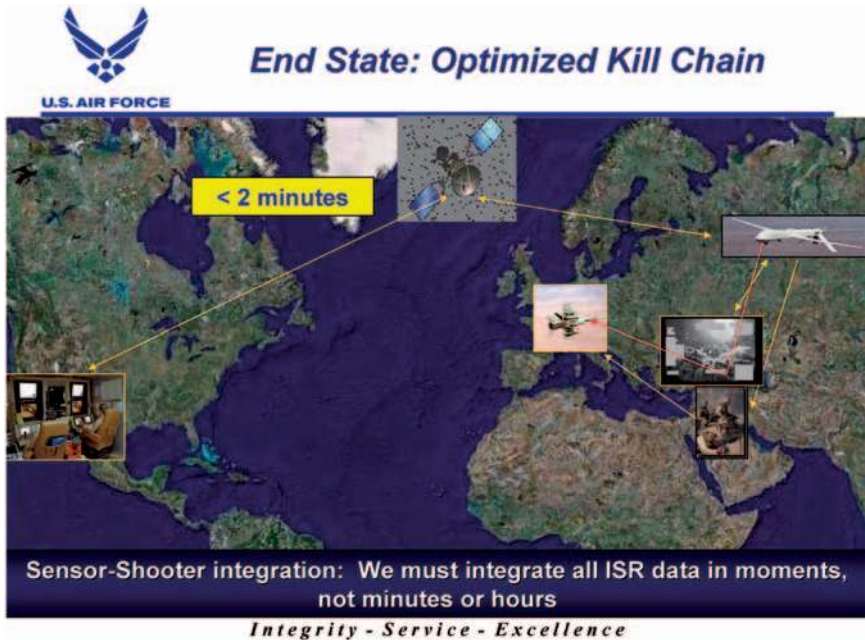 End State: Optimized Kill Chain
U.S. AIR FORCE
< 2 minutes
Sensor-Shooter integration: We must integrate all ISR data in moments,
not minutes or hours
Integrity - Service - Excellence